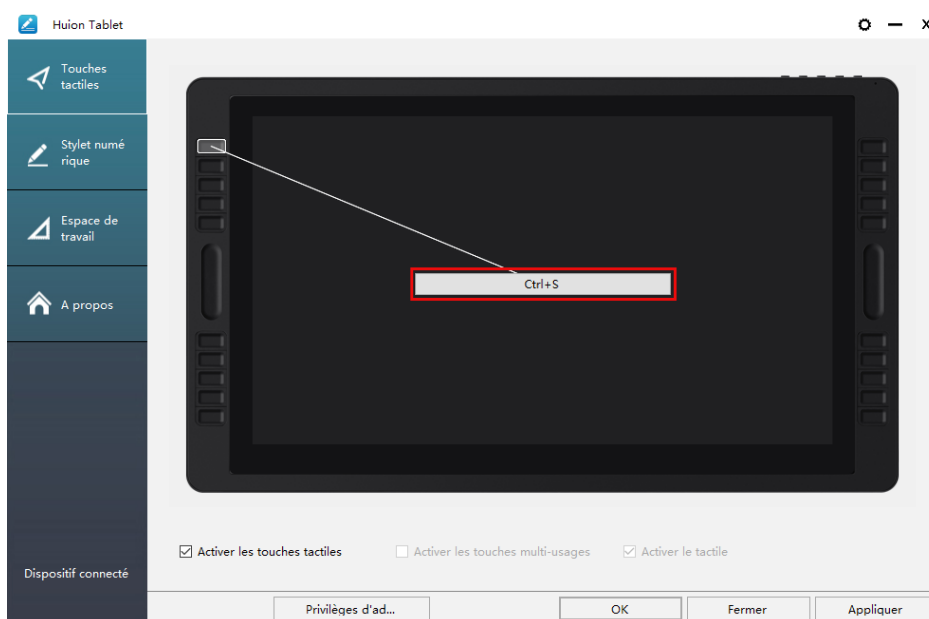 Huion Tablet
Touches
tactiles
Stylet numé
rique
Espace de
travail
A propos
Dispositif connecté
Ctrl+S
Activer les touches tactiles
Activer les touches multi-usages
Activer le tactile
Privilèges d'ad...
OK
Fermer
Appliquer